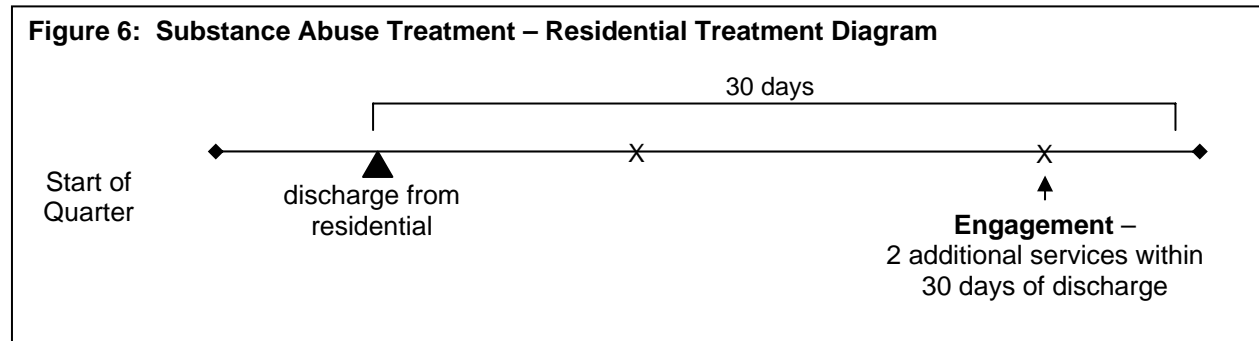 Figure 6: Substance Abuse Treatment – Residential Treatment Diagram
30 days
X
X
Start of
Quarter
discharge from
residential
Engagement –
2 additional services within
30 days of discharge